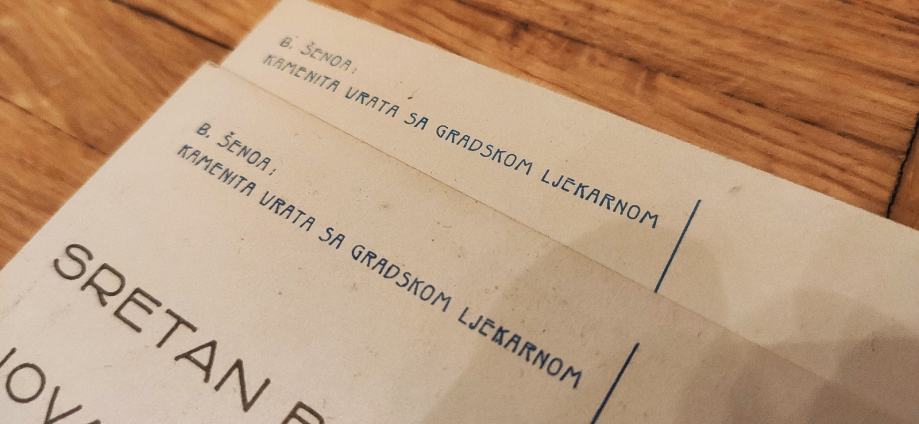 B. ŠENOA:
KAMENITA VRATA SA GRADSKOM LJEKARNOM
B. ŠENOA:
KAMENITA VRATA SA GRADSKOM LJEKARNOM
SRETAN